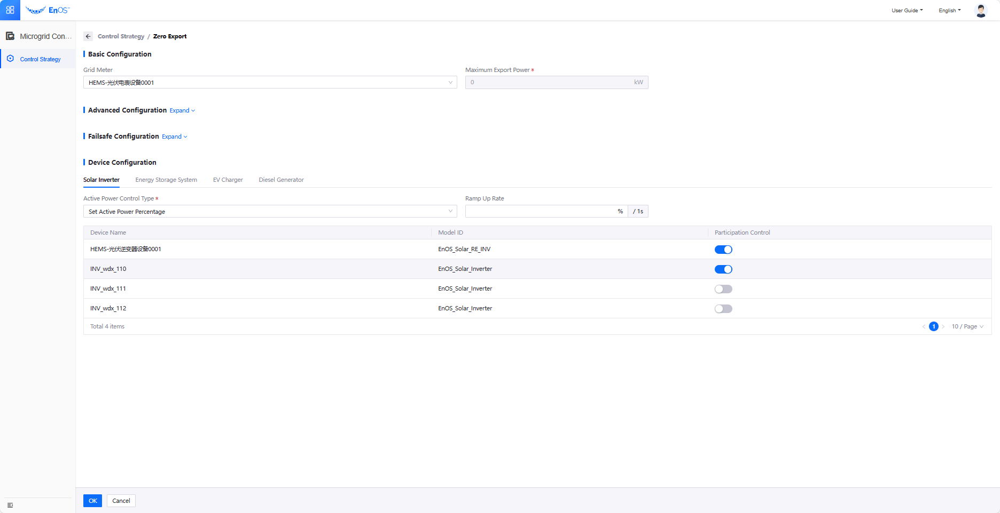 EnOS™
User Guide
English
Microgrid Con...
Control Strategy
Control Strategy / Zero Export
Basic Configuration
Grid Meter
Maximum Export Power *
HEMS-光伏电表设备0001
0 kW
Advanced Configuration Expand
Failsafe Configuration Expand
Device Configuration
Solar Inverter Energy Storage System EV Charger Diesel Generator
Active Power Control Type *
Ramp Up Rate
Set Active Power Percentage
% / 1s
Device Name Model ID Participation Control
HEMS-光伏逆变器设备0001 EnOS_Solar_RE_INV
INV_wdx_110 EnOS_Solar_Inverter
INV_wdx_111 EnOS_Solar_Inverter
INV_wdx_112 EnOS_Solar_Inverter
Total 4 items
< 1 > 10 / Page
OK Cancel